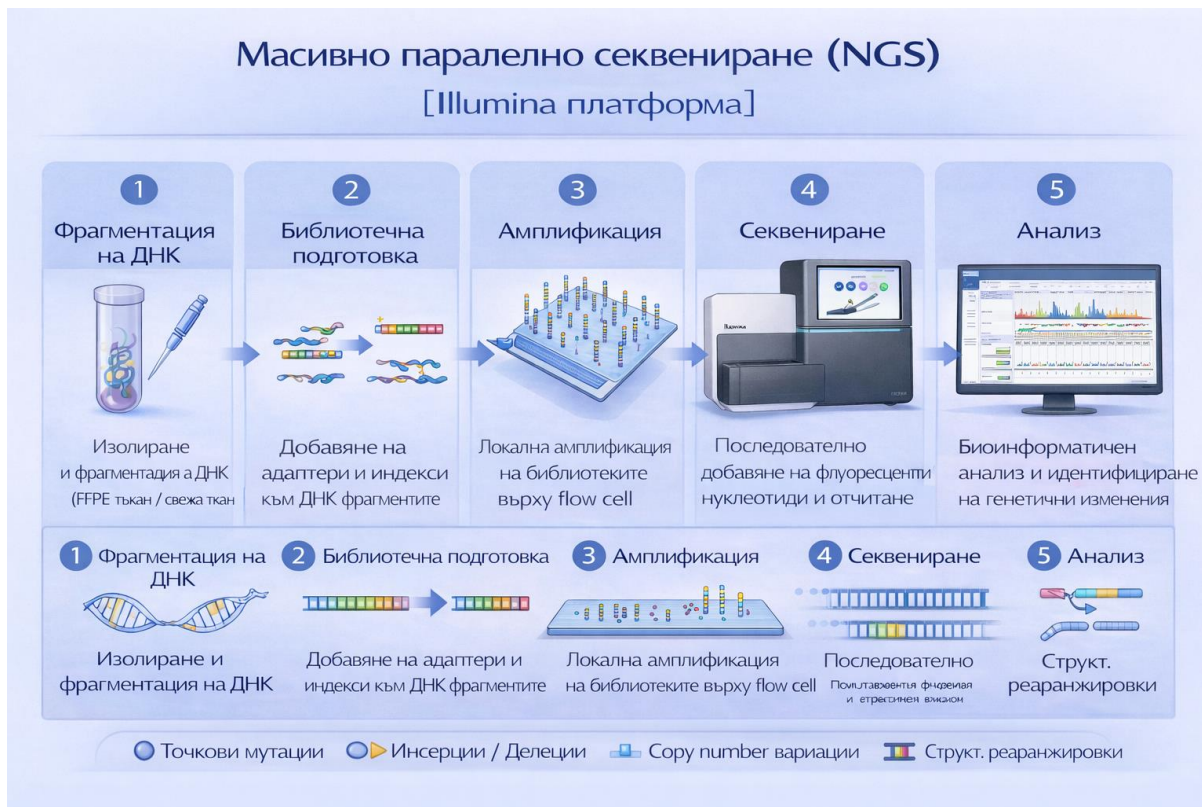 Масивно паралелно секвениране (NGS)
[Illumina платформа]
1
Фрагментация
на ДНК
Изолиране
и фрагментадия а ДНК
(FFPE тъкан / свежа ткан
2
Библиотечна
подготовка
Добавяне на
адаптери и индекси
към ДНК фрагментите
3
Амплификация
Локална амплификация
на библиотеките
върху flow cell
4
Секвениране
Последователно
добавяне на флуоресценти
нуклеотиди и отчитане
5
Анализ
Биоинформатичен
анализ и идентифициране
на генетични изменения
1 Фрагментация на
ДНК
Изолиране и
фрагментация на ДНК
2 Библиотечна подготовка
Добавяне на адаптери и
индекси към ДНК фрагментите
3 Амплификация
Локална амплификация
на библиотеките върху flow cell
4 Секвениране
Последователно
и
5 Анализ
Структ.
реаранжировки
Точкови мутации
Инсерции / Делеции
Copy number вариации
Структ. реаранжировки